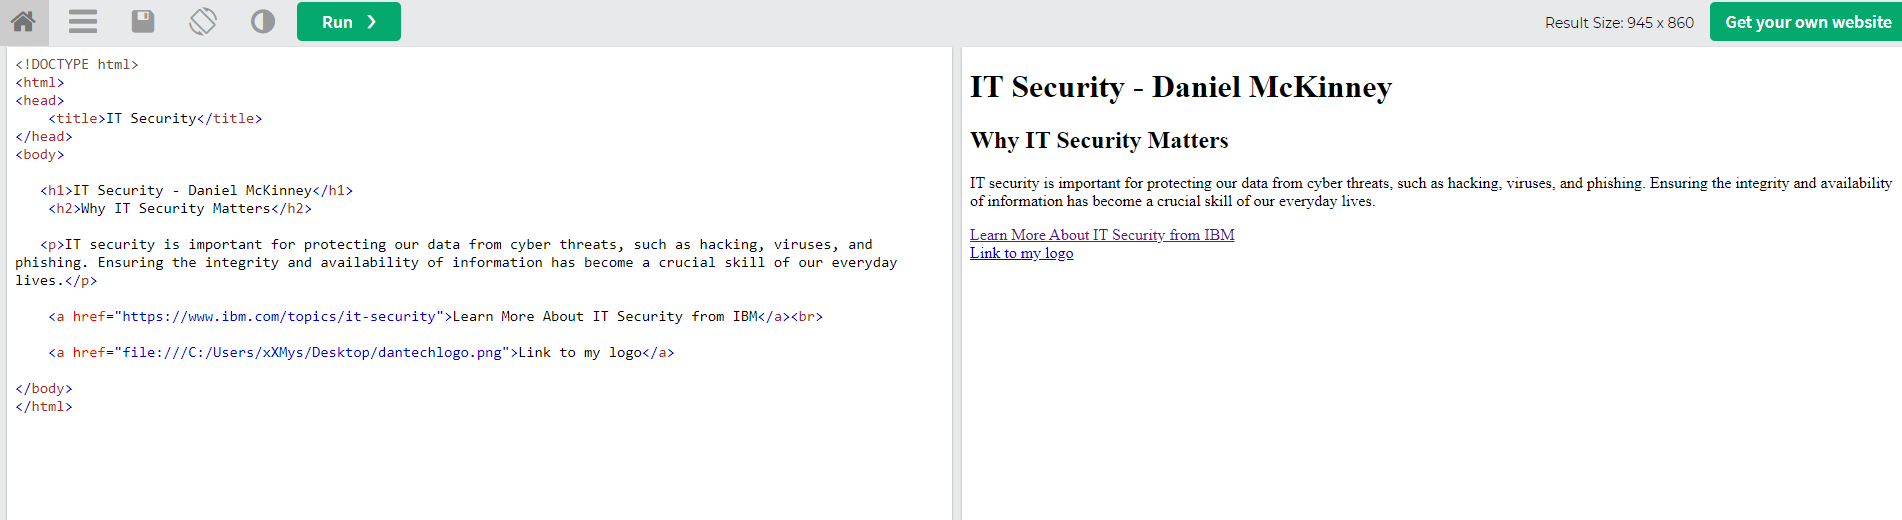 Run ❯
Result Size: 945 x 860
Get your own website
<!DOCTYPE html>
<html>
<head>
<title>IT Security</title>
</head>
<body>
<h1>IT Security - Daniel McKinney</h1>
<h2>Why IT Security Matters</h2>
<p>IT security is important for protecting our data from cyber threats, such as hacking, viruses, and
phishing. Ensuring the integrity and availability of information has become a crucial skill of our everyday
lives.</p>
<a href="https://www.ibm.com/topics/it-security">Learn More About IT Security from IBM</a><br>
<a href="file:///C:/Users/xXMys/Desktop/dantechlogo.png">Link to my logo</a>
</body>
</html>
IT Security - Daniel McKinney
Why IT Security Matters
IT security is important for protecting our data from cyber threats, such as hacking, viruses, and phishing. Ensuring the integrity and availability
of information has become a crucial skill of our everyday lives.
Learn More About IT Security from IBM
Link to my logo